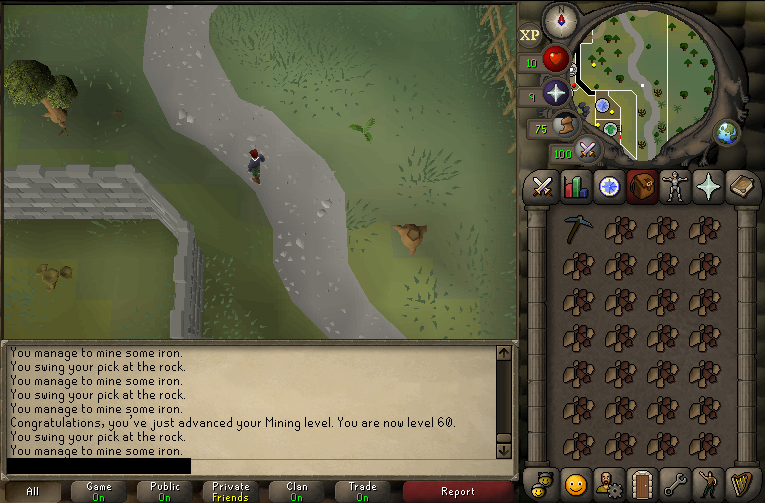 N
XP
10
9
75
100
You manage to mine some iron.
You swing your pick at the rock.
You manage to mine some iron.
You swing your pick at the rock.
You manage to mine some iron.
Congratulations, you've just advanced your Mining level. You are now level 60.
You swing your pick at the rock.
You manage to mine some iron.
All
Game
On
Public
On
Private
Friends
Clan
On
Trade
On
Report